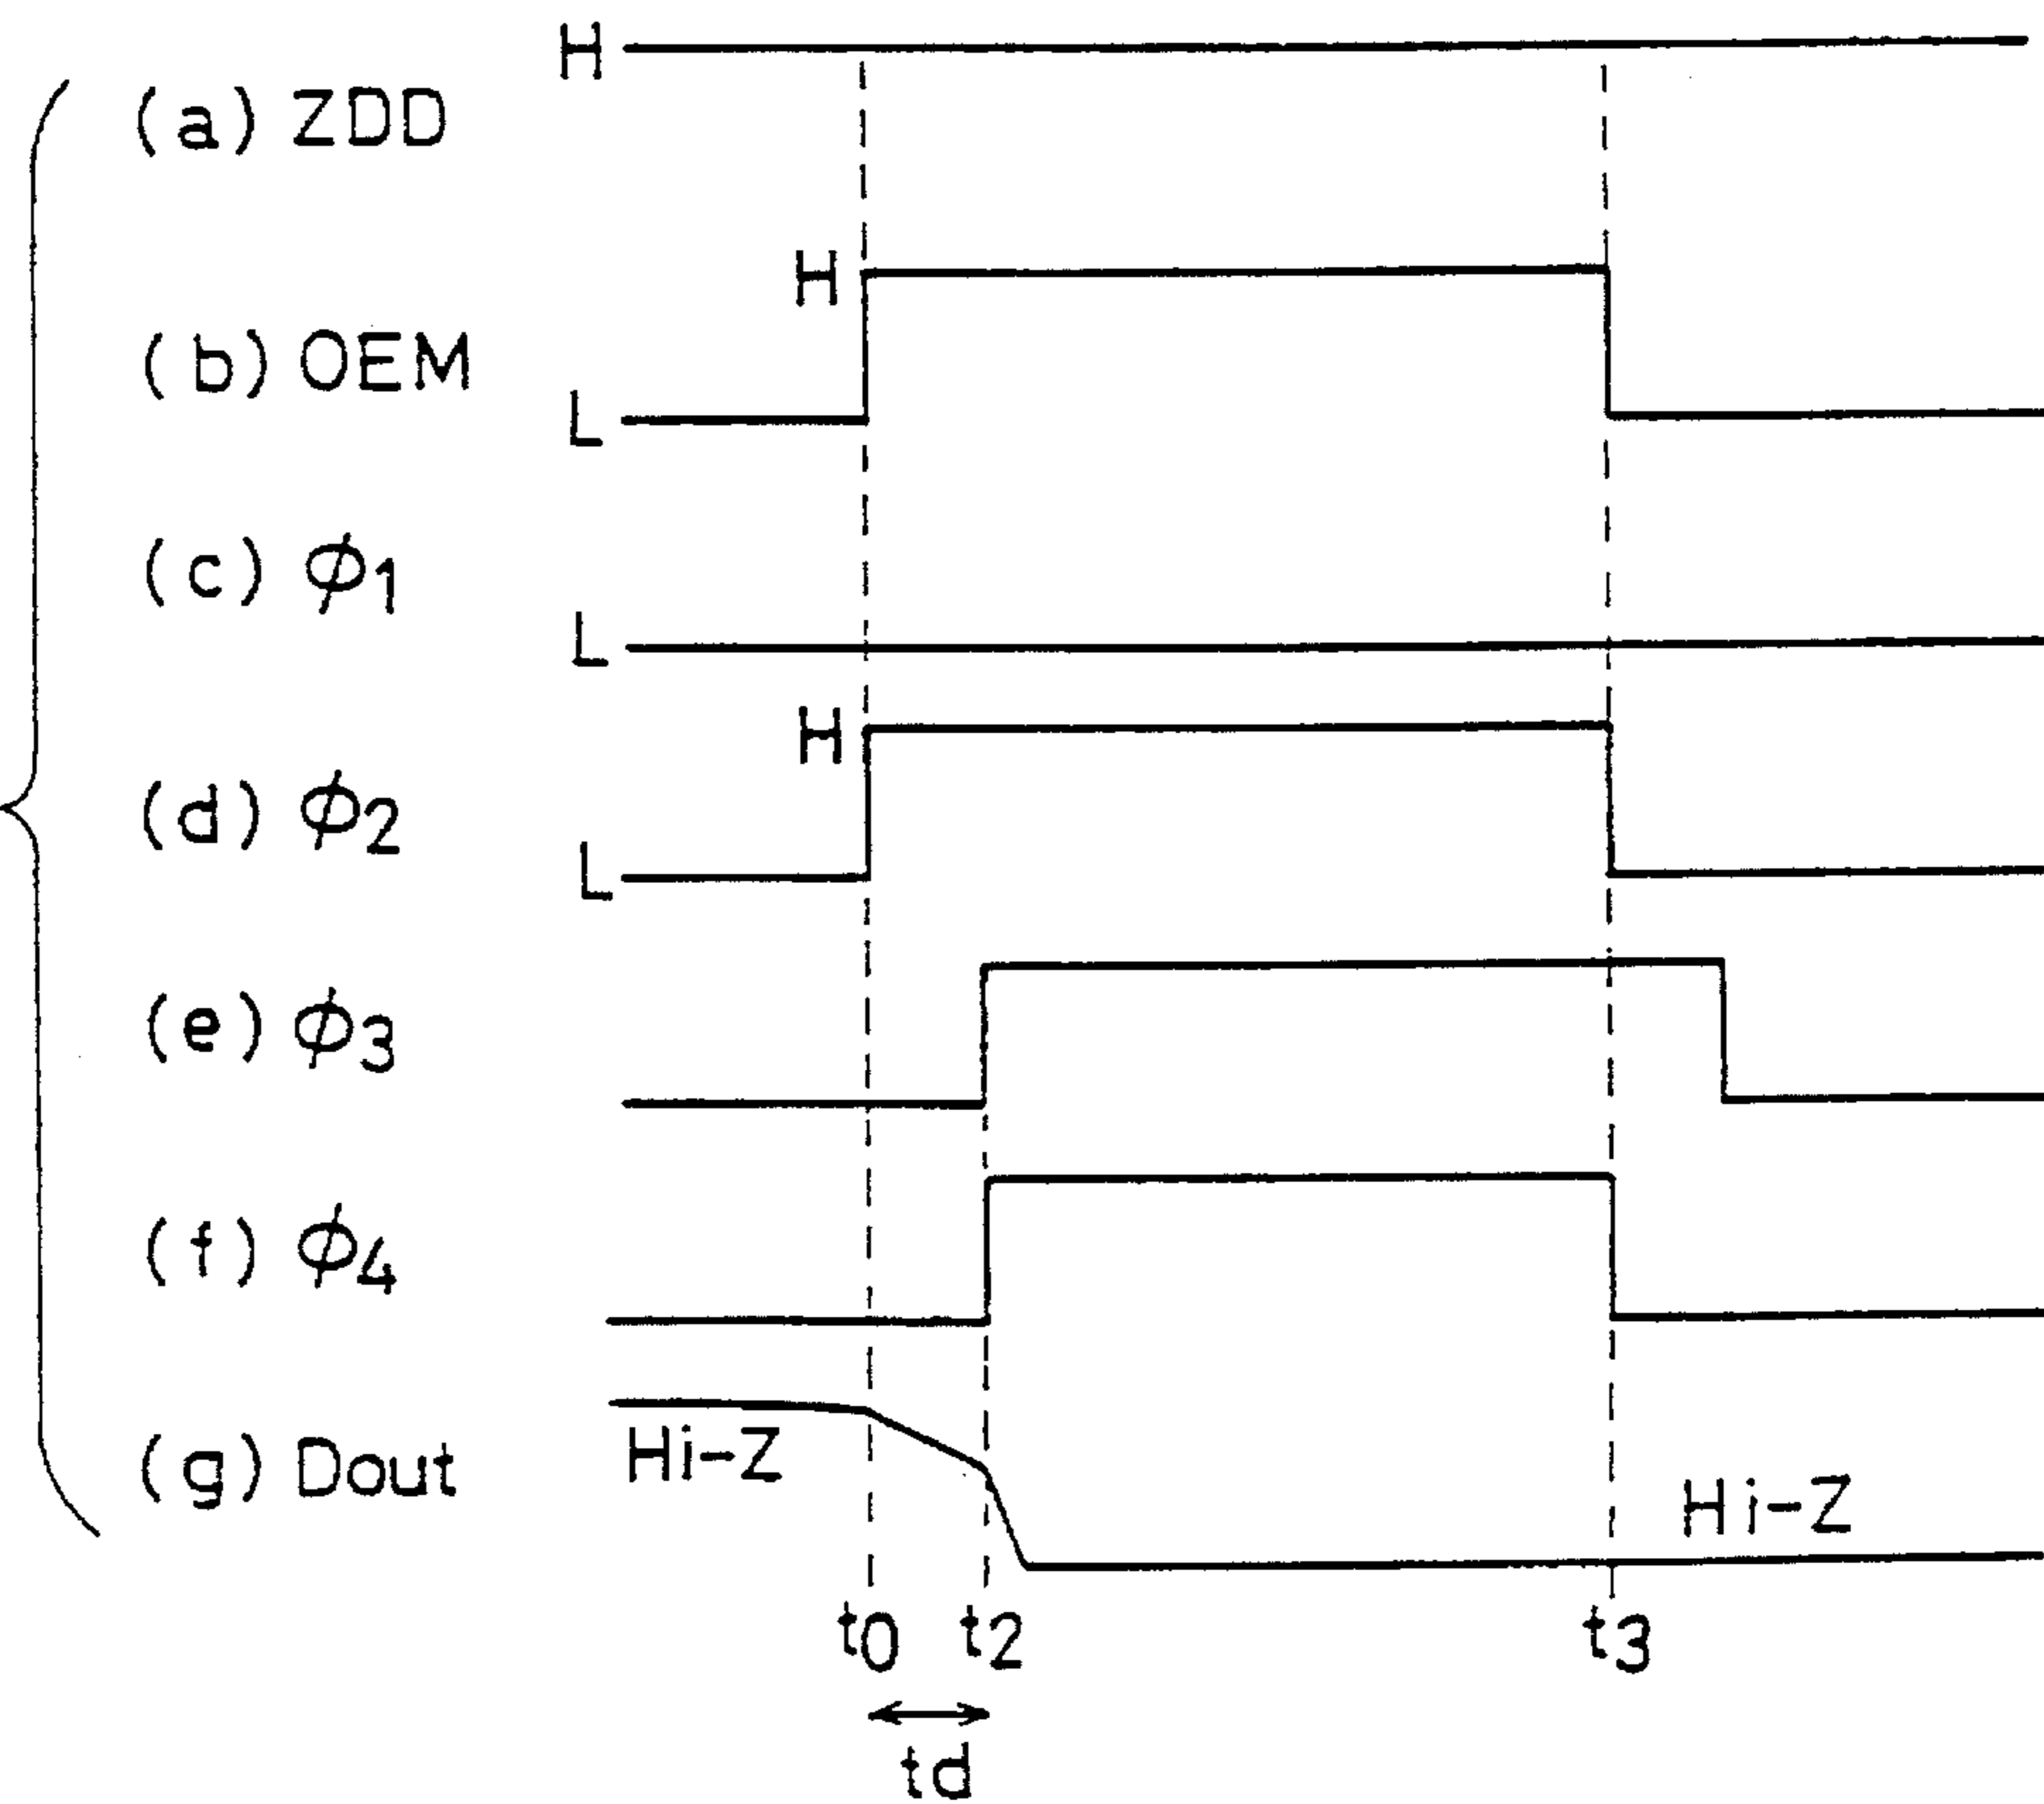 H
(a) ZDD
H
(b) OEM
L
(c) ϕ1
L
H
(d) ϕ2
L
(e) ϕ3
(f) ϕ4
Hi-Z
(g) Dout
Hi-Z
t0 t2 t3
td